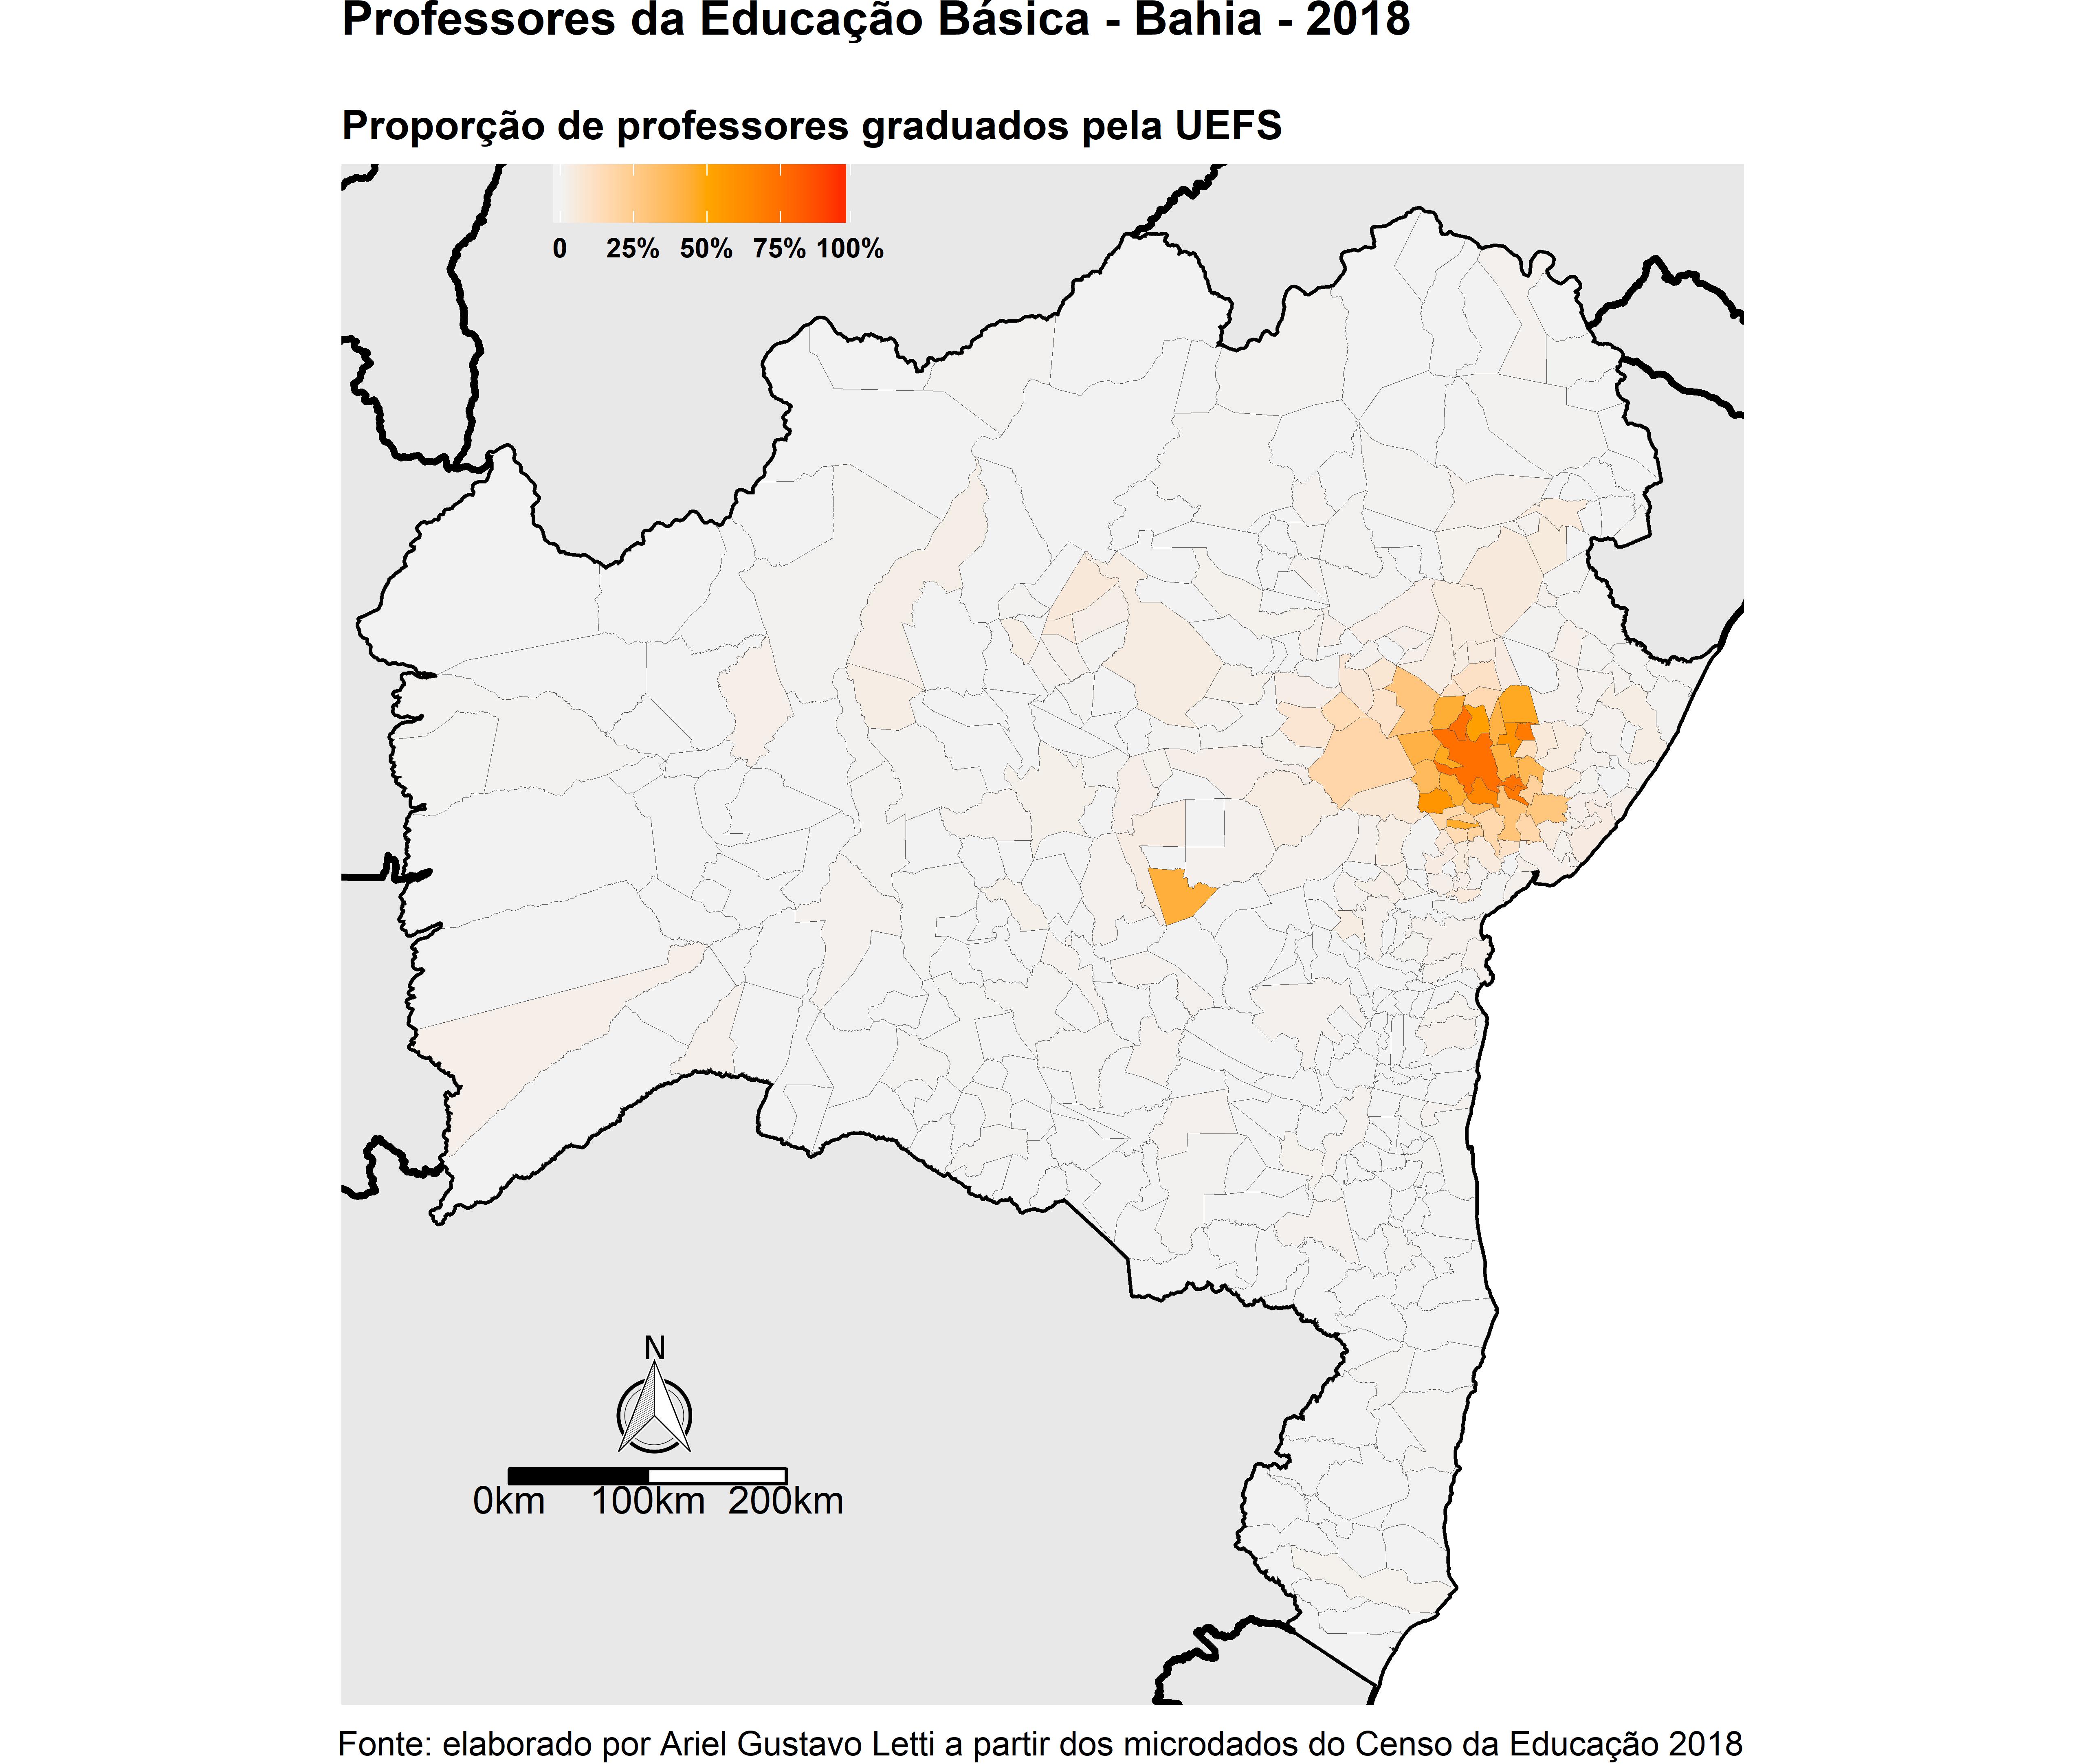 Professores da Educação Básica - Bahia - 2018
Proporção de professores graduados pela UEFS
0 25% 50% 75% 100%
N
0km 100km 200km
Fonte: elaborado por Ariel Gustavo Letti a partir dos microdados do Censo da Educação 2018